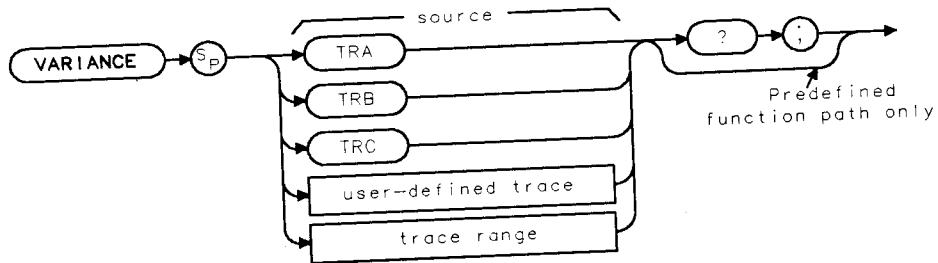 source
VARIANCE
SP
TRA
?
;
TRB
TRC
user-defined trace
trace range
Predefined
function path only